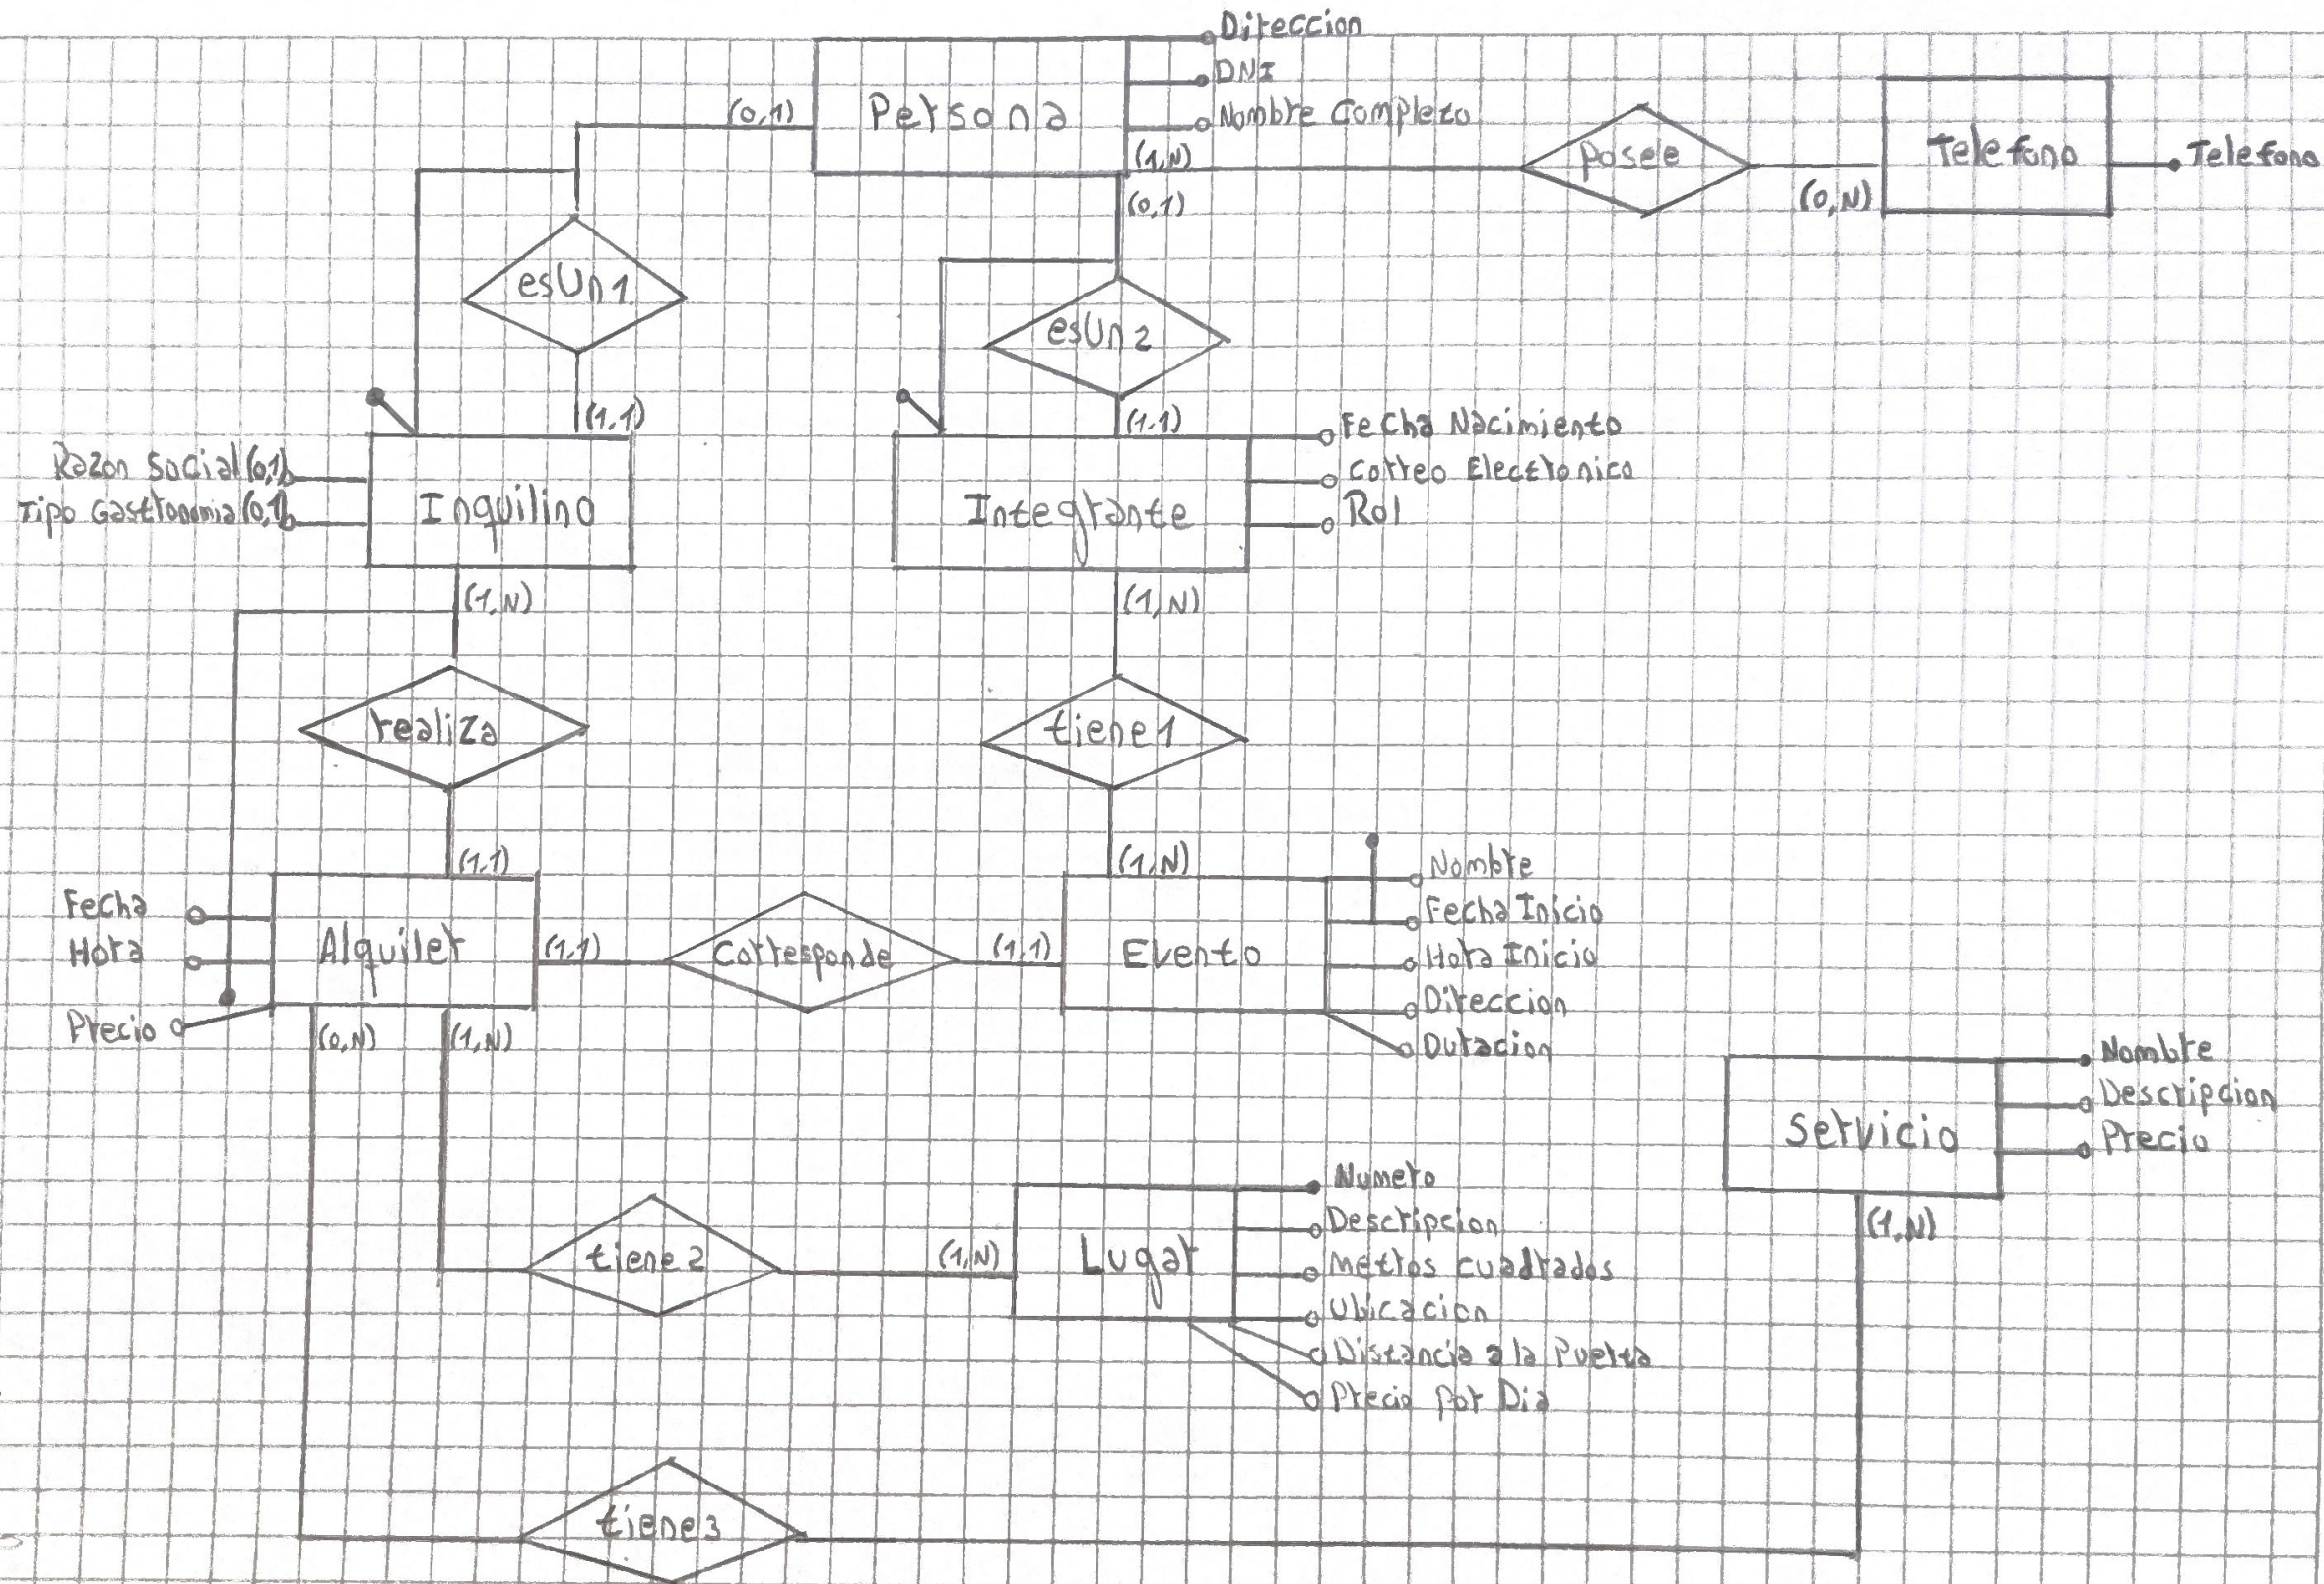 Direccion
DNI
Nombre Completo
(0,1)
Persona
(1,N)
posee
(0,N)
Telefono
Telefono
(0,1)
esUn1
esUn2
(1,1)
(1,1)
Fecha Nacimiento
Correo Electronico
Rol
Razon Social (0,1)
Tipo Gastronomia (0,1)
Inquilino
Integrante
(1,N)
(1,N)
realiza
tiene1
(1,1)
(1,N)
Nombre
Fecha Inicio
Hora Inicio
Direccion
Duracion
Fecha
Hora
Precio
Alquiler
(1,1)
Corresponde
(1,1)
Evento
(0,N)
(1,N)
Nombre
Descripcion
Precio
Servicio
(1,N)
tiene2
(1,N)
Lugar
Numero
Descripcion
Metros cuadrados
Ubicacion
Distancia a la Puerta
Precio por Dia
tiene3